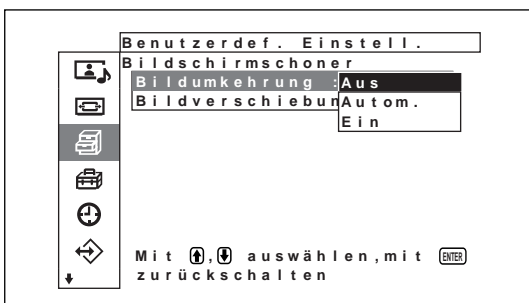 Benutzerdef. Einstell.
Bildschirmschoner
Bildumkehrung : Aus
Bildverschiebun Autom.
Ein
Mit ↑,↓ auswählen,mit ENTER
zurückschalten